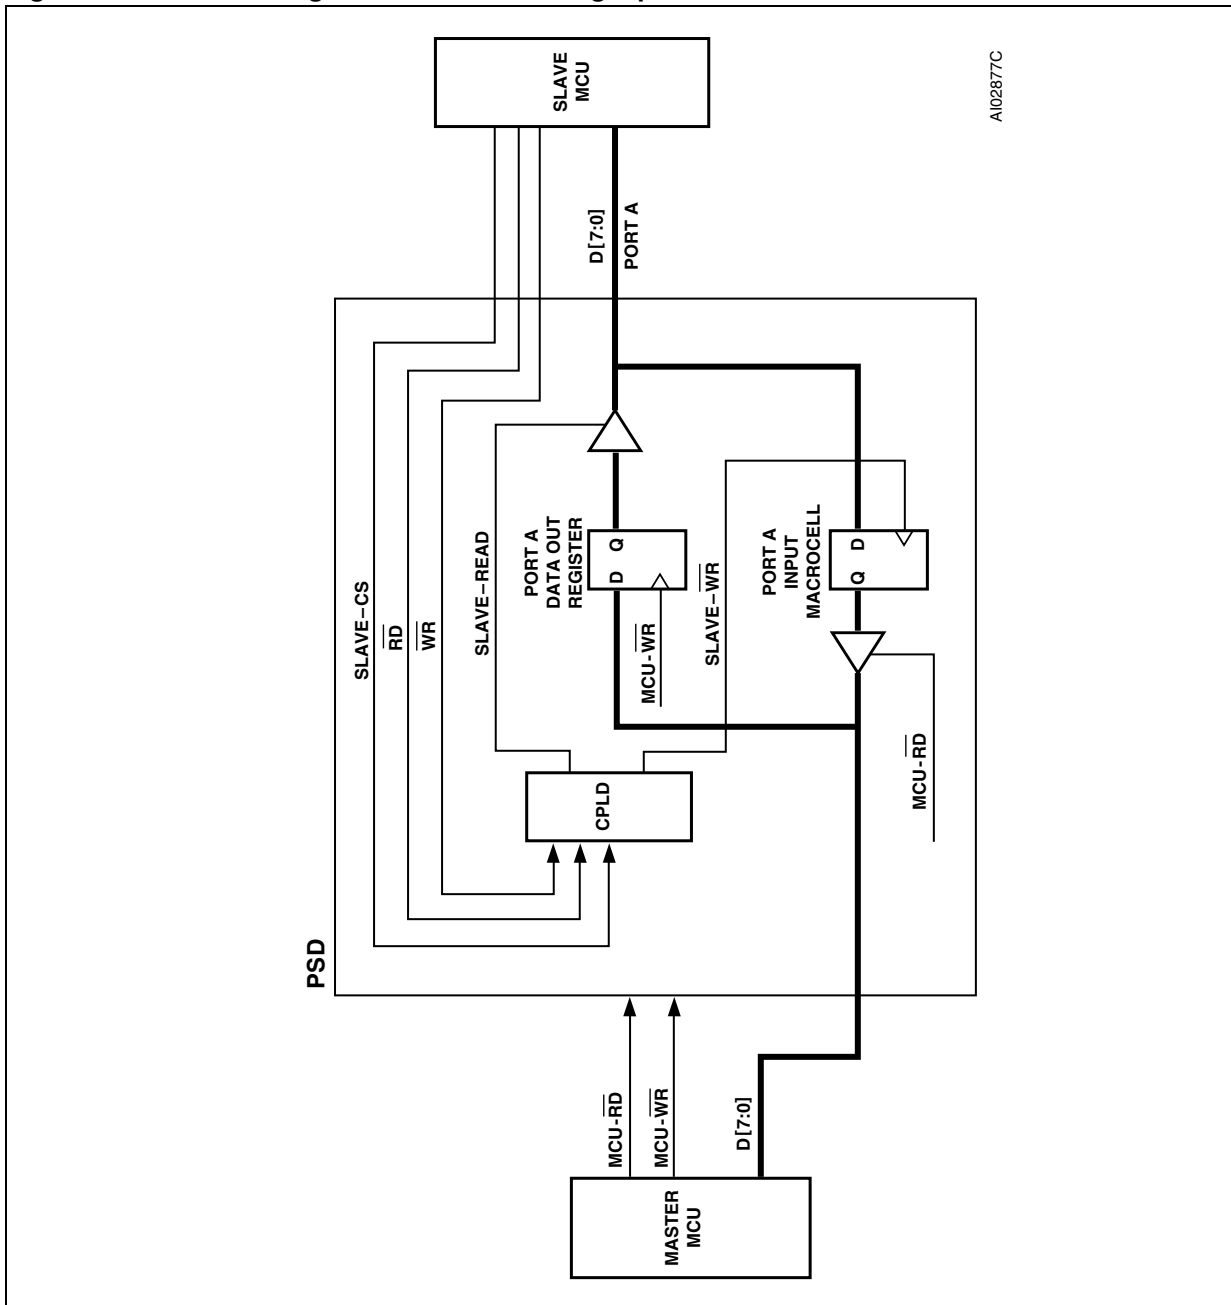 SLAVE
MCU
AI02877C
D[7:0]
PORT A
SLAVE–CS
RD
WR
SLAVE–READ
PORT A
DATA OUT
REGISTER
D Q
MCU-WR
SLAVE–WR
PORT A
INPUT
MACROCELL
Q D
MCU-RD
CPLD
PSD
MCU-RD
MCU-WR
D[7:0]
MASTER
MCU